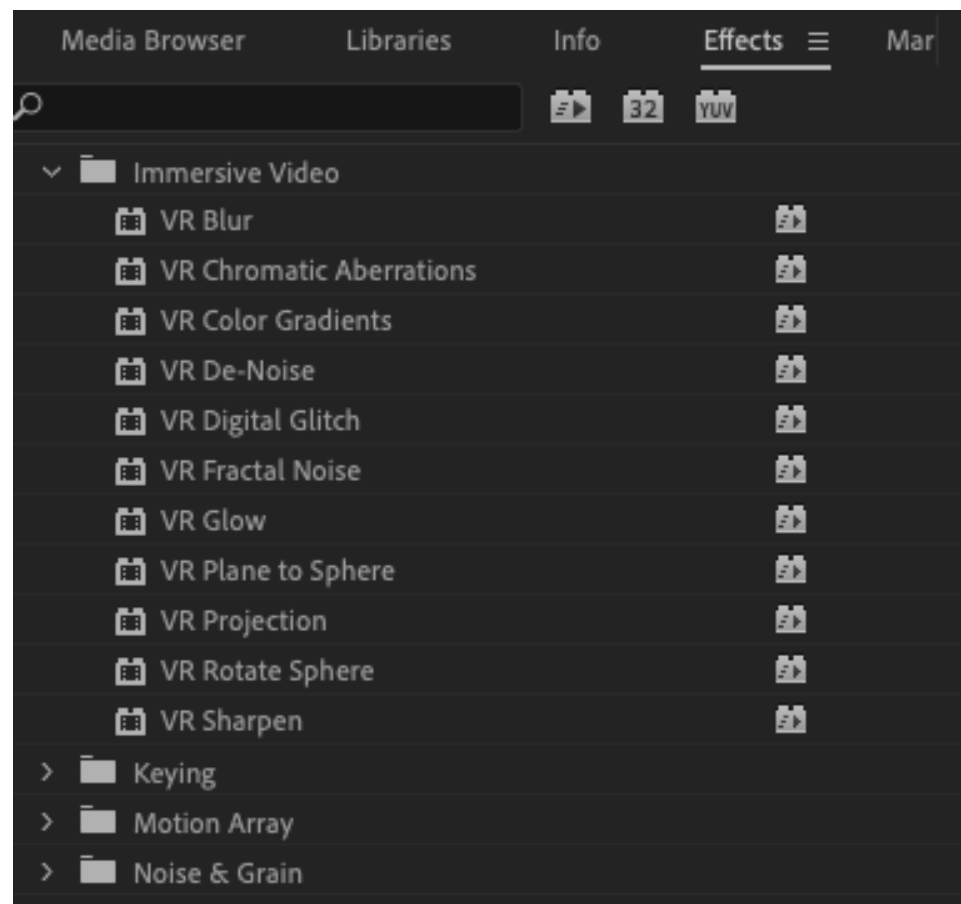 Media Browser Libraries Info Effects Mar
32 YUV
Immersive Video
VR Blur
VR Chromatic Aberrations
VR Color Gradients
VR De-Noise
VR Digital Glitch
VR Fractal Noise
VR Glow
VR Plane to Sphere
VR Projection
VR Rotate Sphere
VR Sharpen
Keying
Motion Array
Noise & Grain